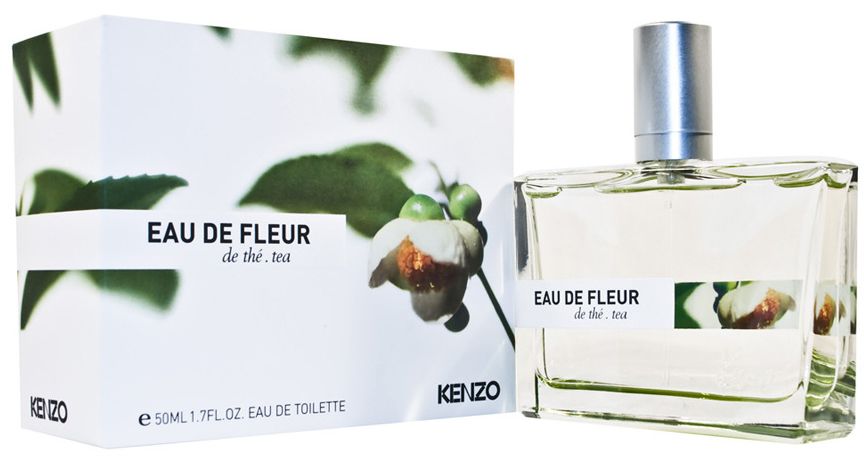 EAU DE FLEUR
de thé . tea
KENZO
e 50ML 1.7FL.OZ. EAU DE TOILETTE
KENZO
EAU DE FLEUR
de thé . tea